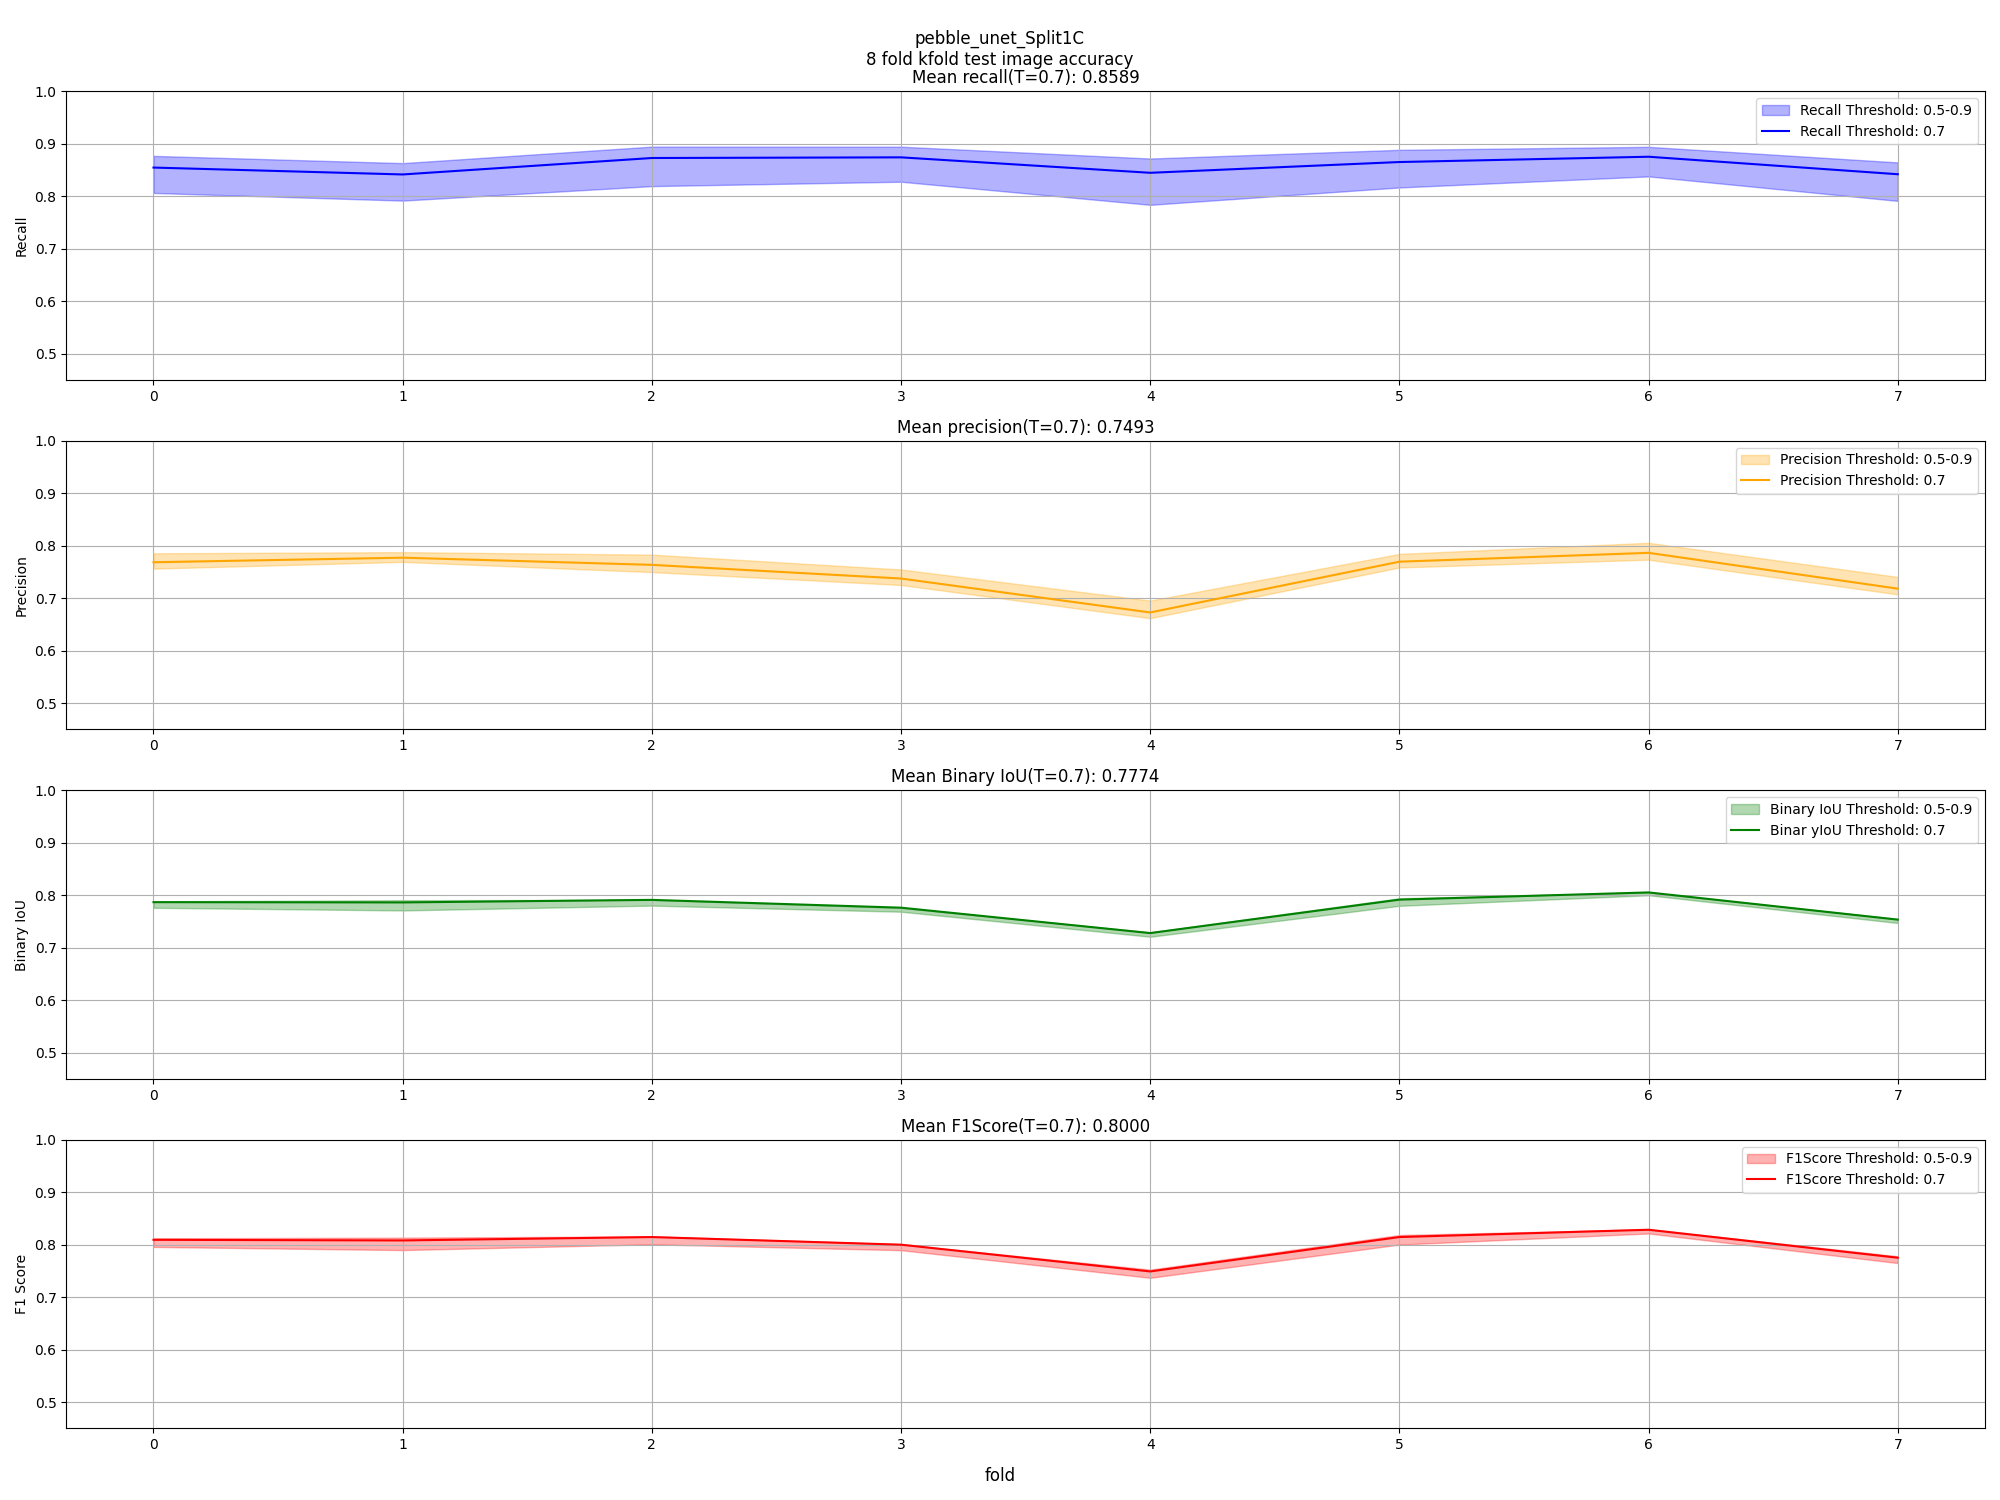 pebble_unet_Split1C
8 fold kfold test image accuracy
Mean recall(T=0.7): 0.8589
1.0
0.9
0.8
0.7
0.6
0.5
Recall
Recall Threshold: 0.5-0.9
Recall Threshold: 0.7
0 1 2 3 4 5 6 7
Mean precision(T=0.7): 0.7493
1.0
0.9
0.8
0.7
0.6
0.5
Precision
Precision Threshold: 0.5-0.9
Precision Threshold: 0.7
0 1 2 3 4 5 6 7
Mean Binary IoU(T=0.7): 0.7774
1.0
0.9
0.8
0.7
0.6
0.5
Binary IoU
Binary IoU Threshold: 0.5-0.9
Binar yIoU Threshold: 0.7
0 1 2 3 4 5 6 7
Mean F1Score(T=0.7): 0.8000
1.0
0.9
0.8
0.7
0.6
0.5
F1 Score
F1Score Threshold: 0.5-0.9
F1Score Threshold: 0.7
0 1 2 3 4 5 6 7
fold